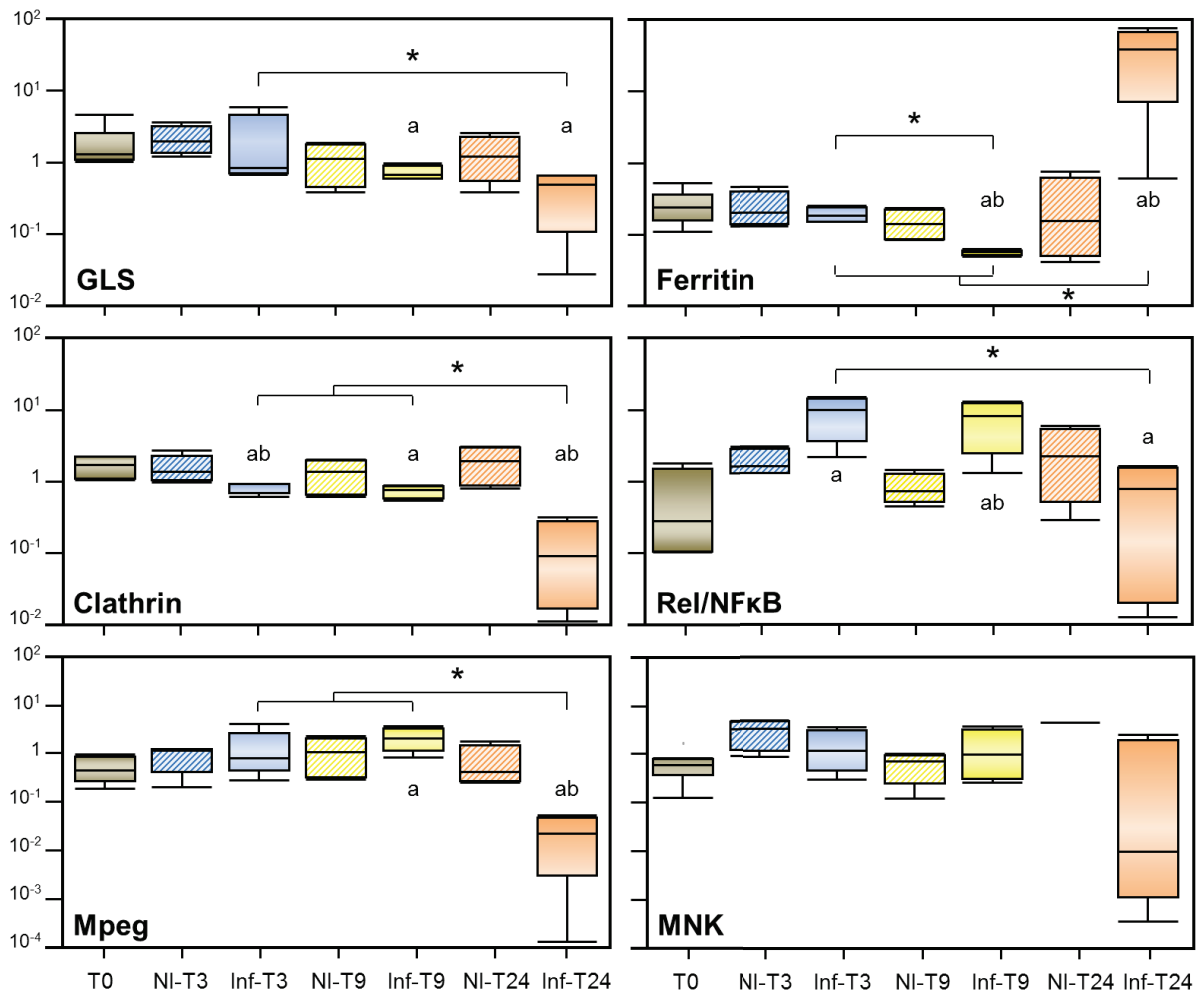 10²
10¹
1
10⁻¹
10⁻²
*
a
a
GLS
*
ab
ab
*
Ferritin
10²
10¹
1
10⁻¹
10⁻²
*
ab
a
ab
Clathrin
*
a
ab
a
Rel/NFκB
10²
10¹
1
10⁻¹
10⁻²
10⁻³
10⁻⁴
*
a
ab
Mpeg
MNK
T0 NI-T3 Inf-T3 NI-T9 Inf-T9 NI-T24 Inf-T24
T0 NI-T3 Inf-T3 NI-T9 Inf-T9 NI-T24 Inf-T24